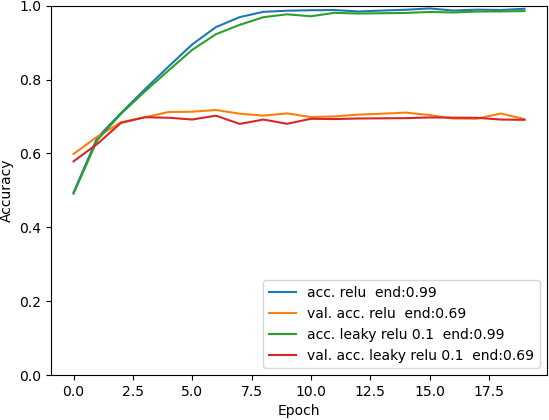 1.0
0.8
0.6
0.4
0.2
0.0
Accuracy
0.0 2.5 5.0 7.5 10.0 12.5 15.0 17.5
Epoch
acc. relu end:0.99
val. acc. relu end:0.69
acc. leaky relu 0.1 end:0.99
val. acc. leaky relu 0.1 end:0.69